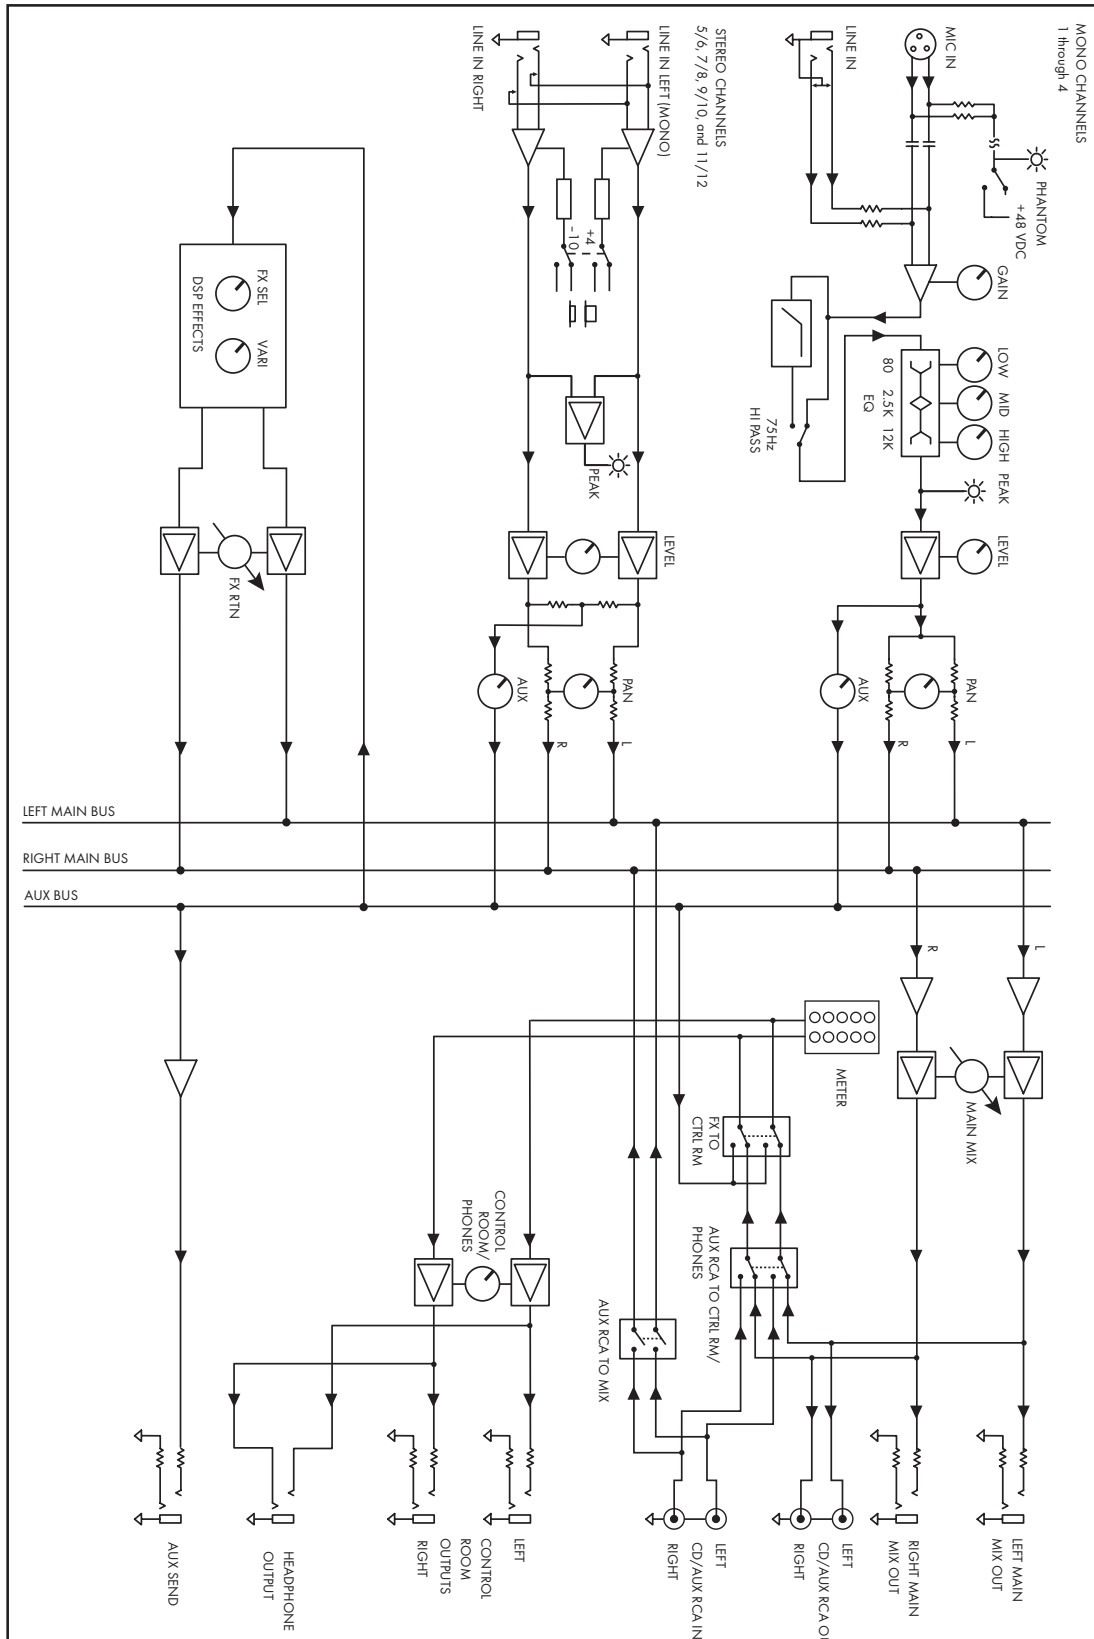 MONO CHANNELS
1 through 4
MIC IN
PHANTOM
+48 VDC
LINE IN
GAIN
LOW
MID
HIGH
80
2.5K
12K
EQ
75Hz
HI PASS
PEAK
LEVEL
PAN
AUX
L
R
STEREO CHANNELS
5/6, 7/8, 9/10, and 11/12
LINE IN LEFT (MONO)
LINE IN RIGHT
+4
-10
PEAK
LEVEL
PAN
AUX
L
R
FX SEL
VARI
DSP EFFECTS
FX RTN
LEFT MAIN BUS
RIGHT MAIN BUS
AUX BUS
L
R
METER
MAIN MIX
FX TO
CTRL RM
AUX RCA TO CTRL RM/
PHONES
AUX RCA TO MIX
CONTROL
ROOM/
PHONES
LEFT MAIN
MIX OUT
RIGHT MAIN
MIX OUT
LEFT
CD/AUX RCA
RIGHT
LEFT
CD/AUX RCA IN
RIGHT
LEFT
CONTROL
ROOM
OUTPUTS
RIGHT
HEADPHONE
OUTPUT
AUX SEND